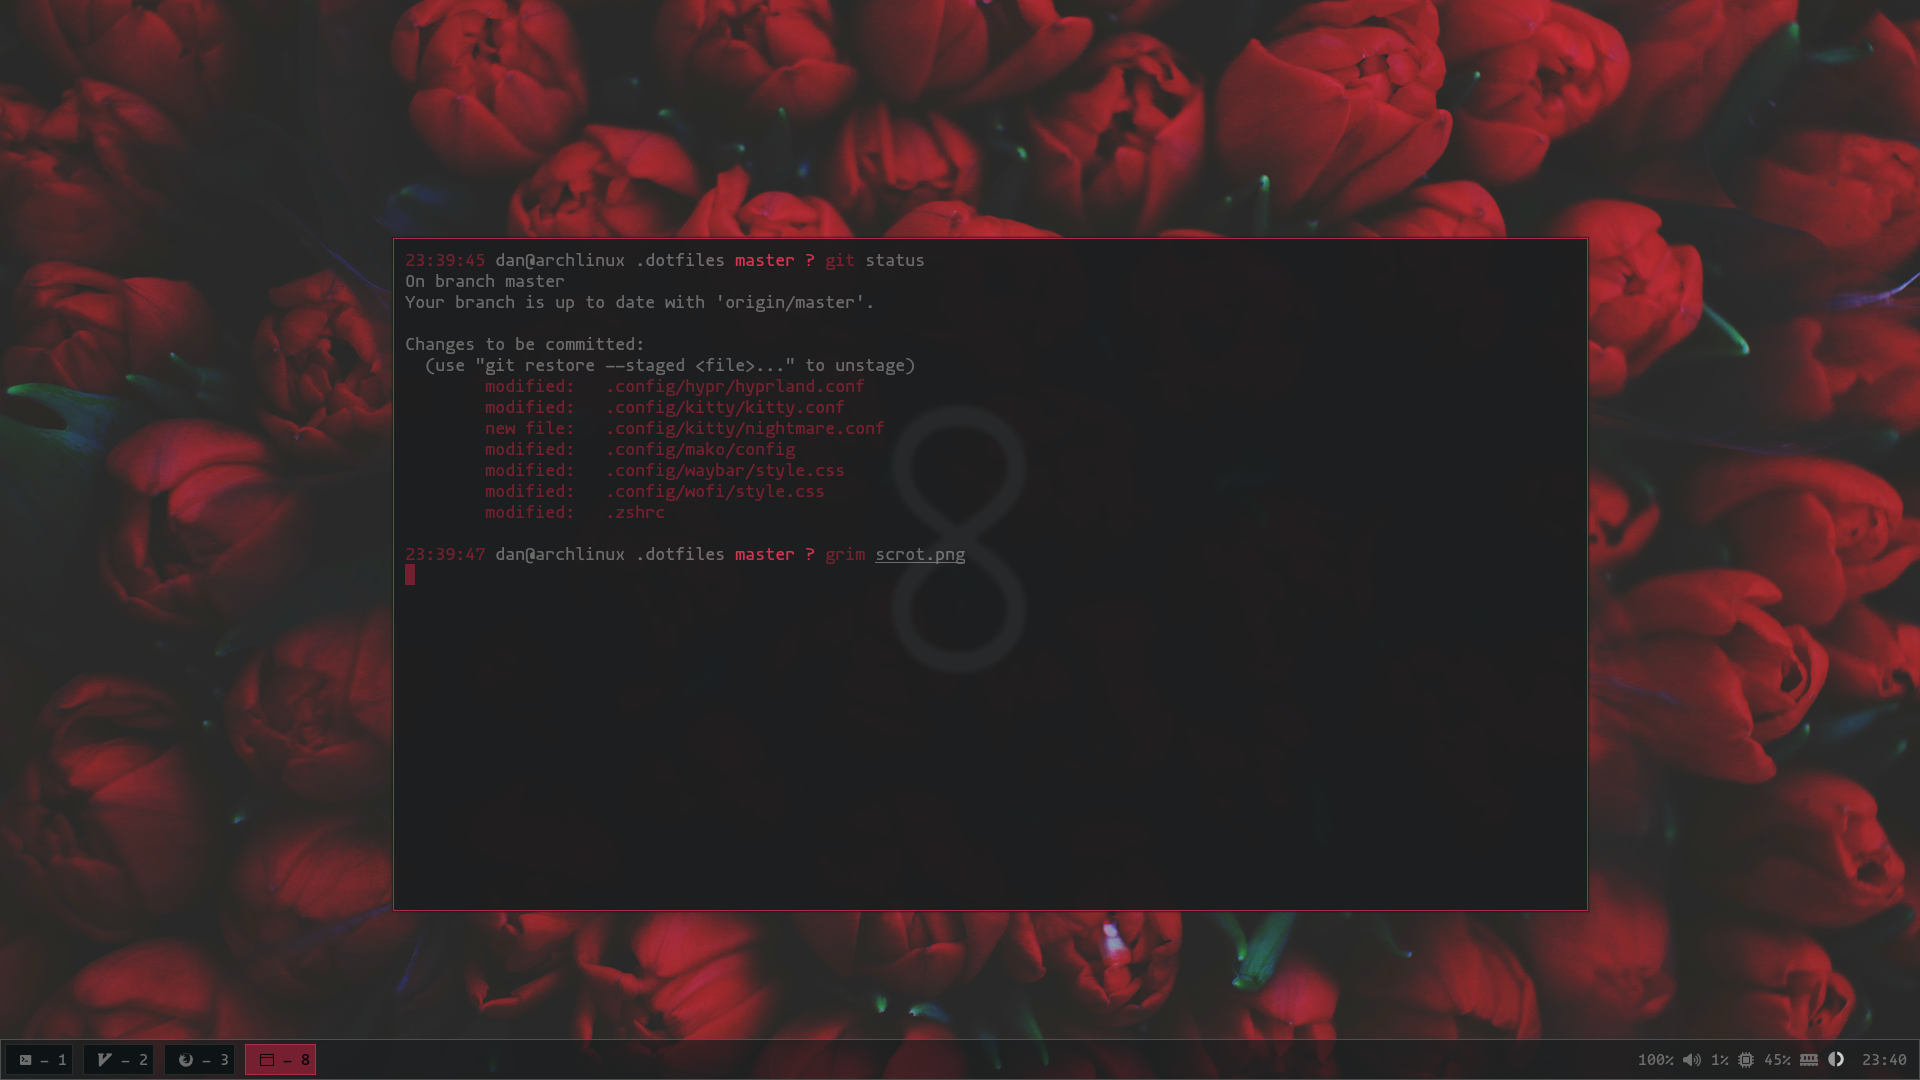 23:39:45 dan@archlinux .dotfiles master ? git status
On branch master
Your branch is up to date with 'origin/master'.
Changes to be committed:
(use "git restore --staged <file>..." to unstage)
modified: .config/hypr/hyprland.conf
modified: .config/kitty/kitty.conf
new file: .config/kitty/nightmare.conf
modified: .config/mako/config
modified: .config/waybar/style.css
modified: .config/wofi/style.css
modified: .zshrc
23:39:47 dan@archlinux .dotfiles master ? grim scrot.png
8
– 1 – 2 – 3 – 8 100% 1% 45% 23:40